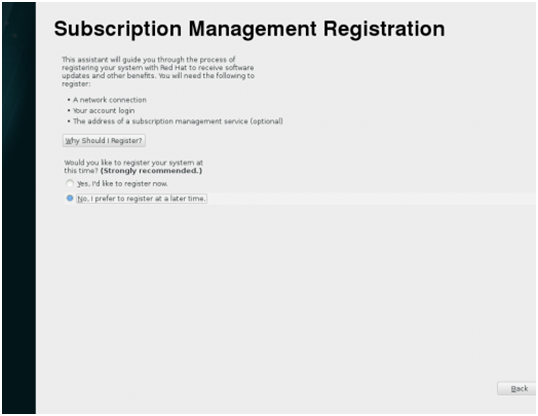 Subscription Management Registration
This assistant will guide you through the process of
registering your system with Red Hat to receive software
updates and other benefits. You will need the following to
register:
• A network connection
• Your account login
• The address of a subscription management service (optional)
Why Should I Register?
Would you like to register your system at
this time? (Strongly recommended.)
Yes, I'd like to register now.
No, I prefer to register at a later time.
Back